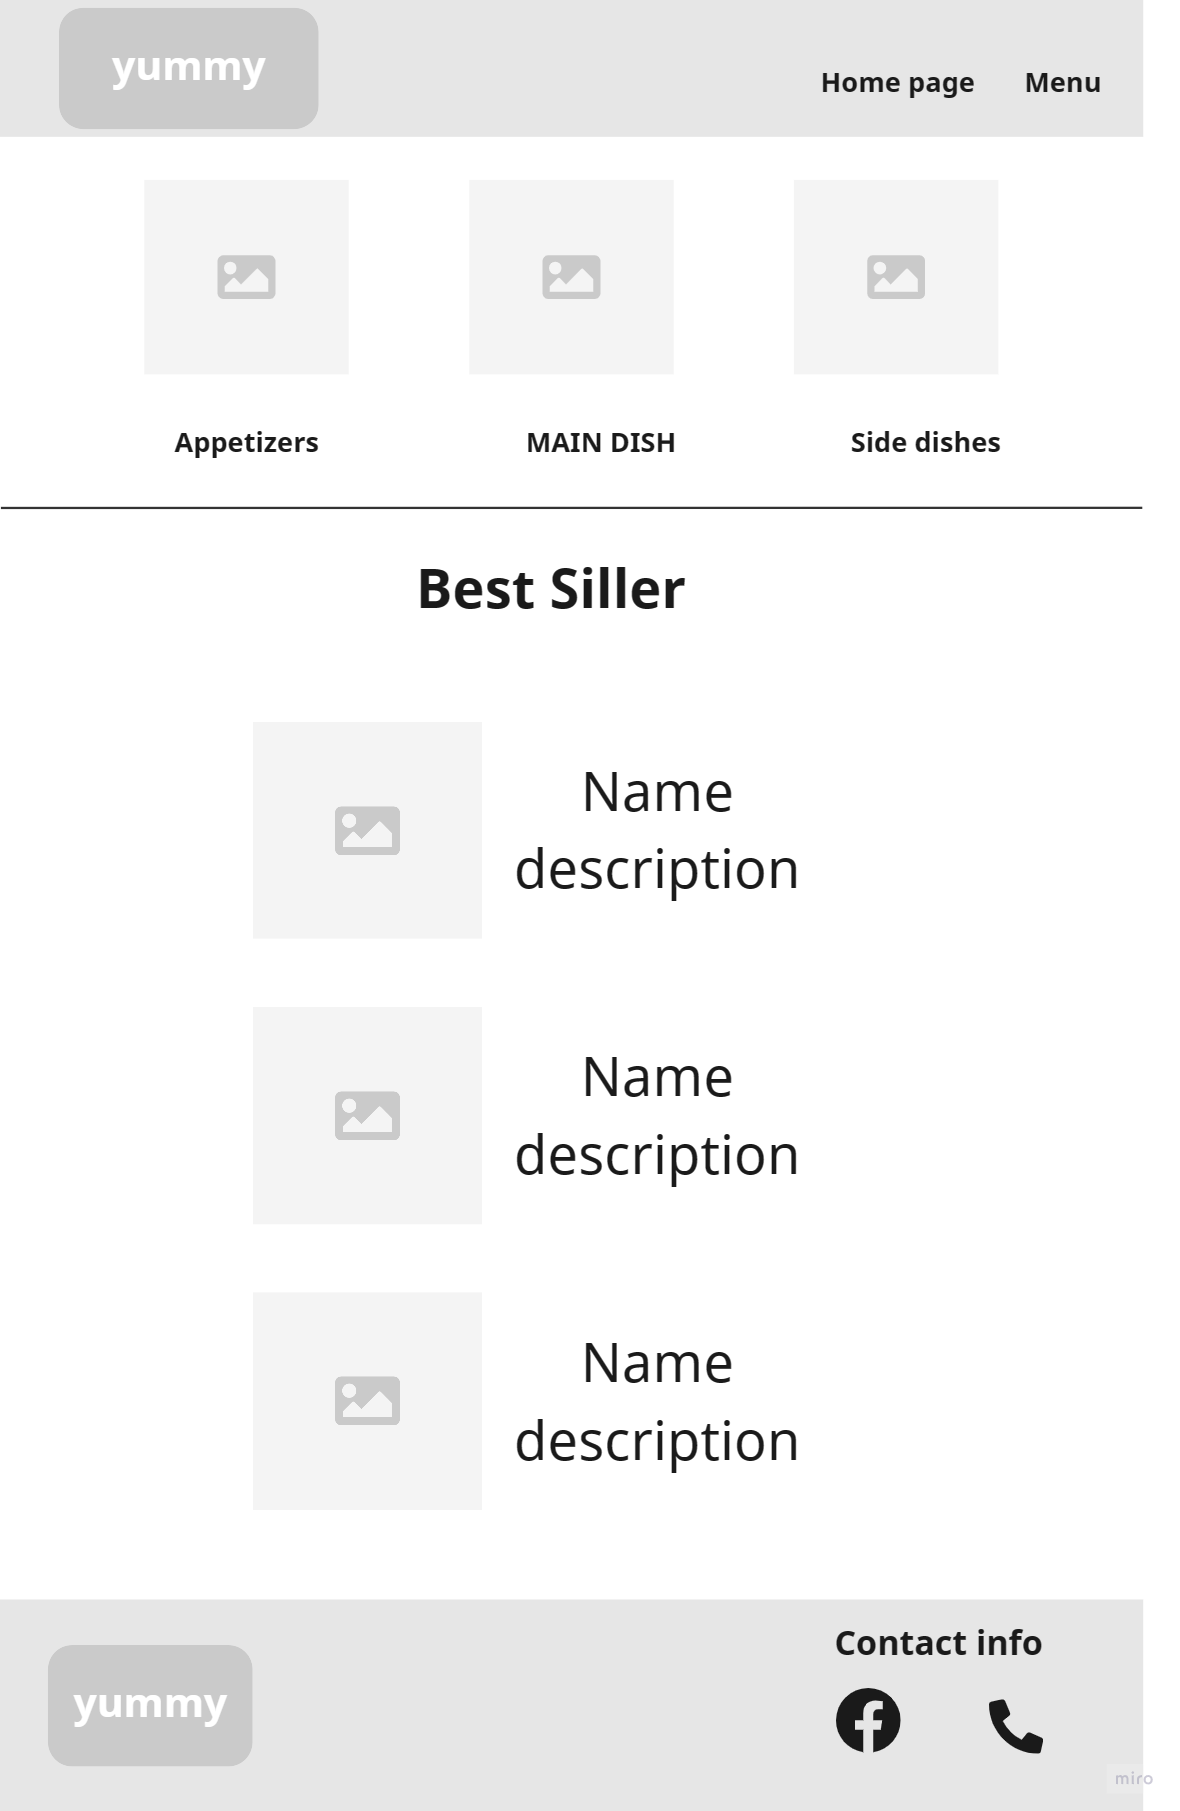 yummy
Home page
Menu
Appetizers
MAIN DISH
Side dishes
Best Siller
Name
description
Name
description
Name
description
Contact info
yummy
miro